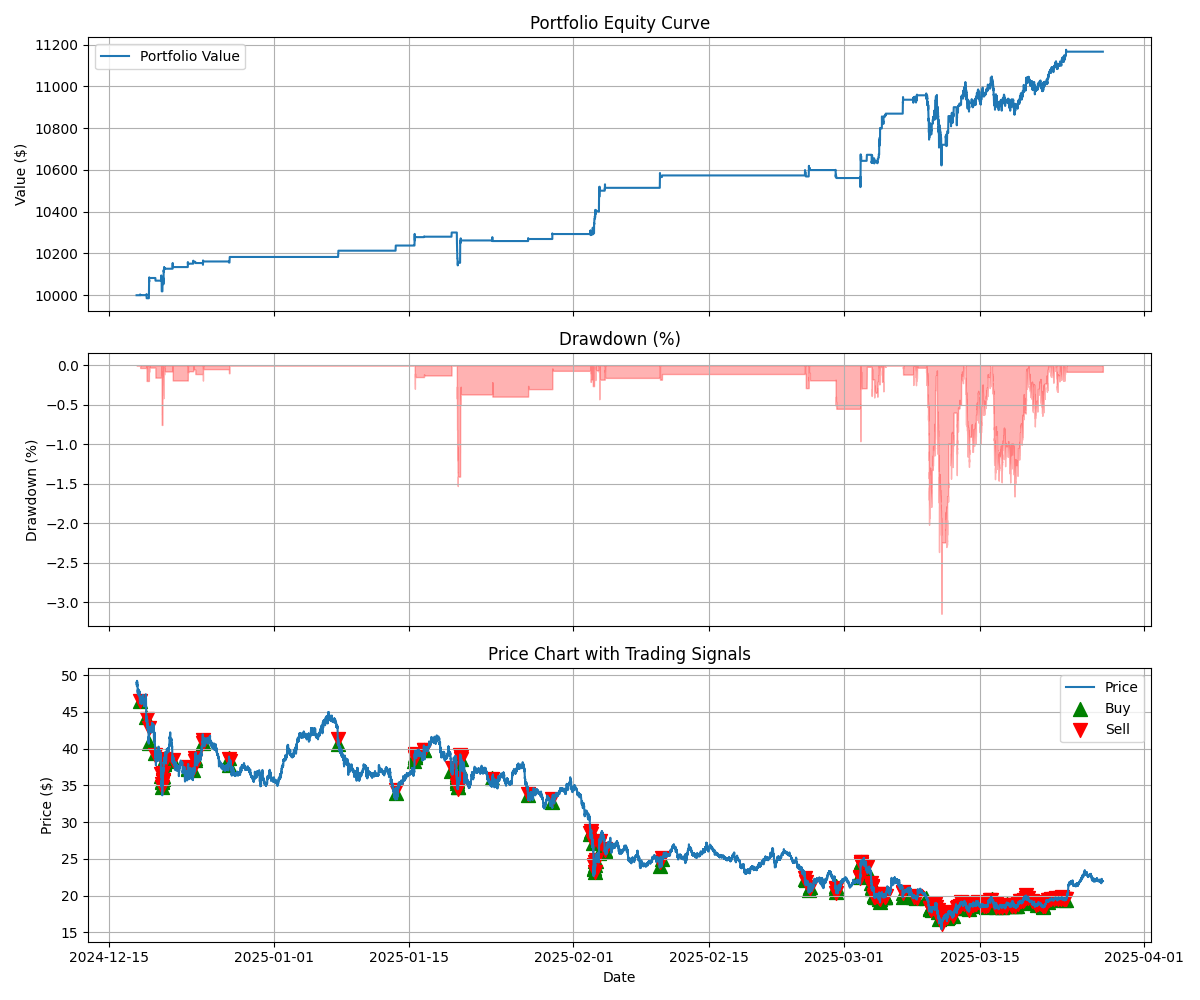 Portfolio Equity Curve
11200
11000
10800
10600
10400
10200
10000
Value ($)
Portfolio Value
Drawdown (%)
0.0
−0.5
−1.0
−1.5
−2.0
−2.5
−3.0
Drawdown (%)
Price Chart with Trading Signals
50
45
40
35
30
25
20
15
Price ($)
Price
Buy
Sell
2024-12-15
2025-01-01
2025-01-15
2025-02-01
2025-02-15
2025-03-01
2025-03-15
2025-04-01
Date